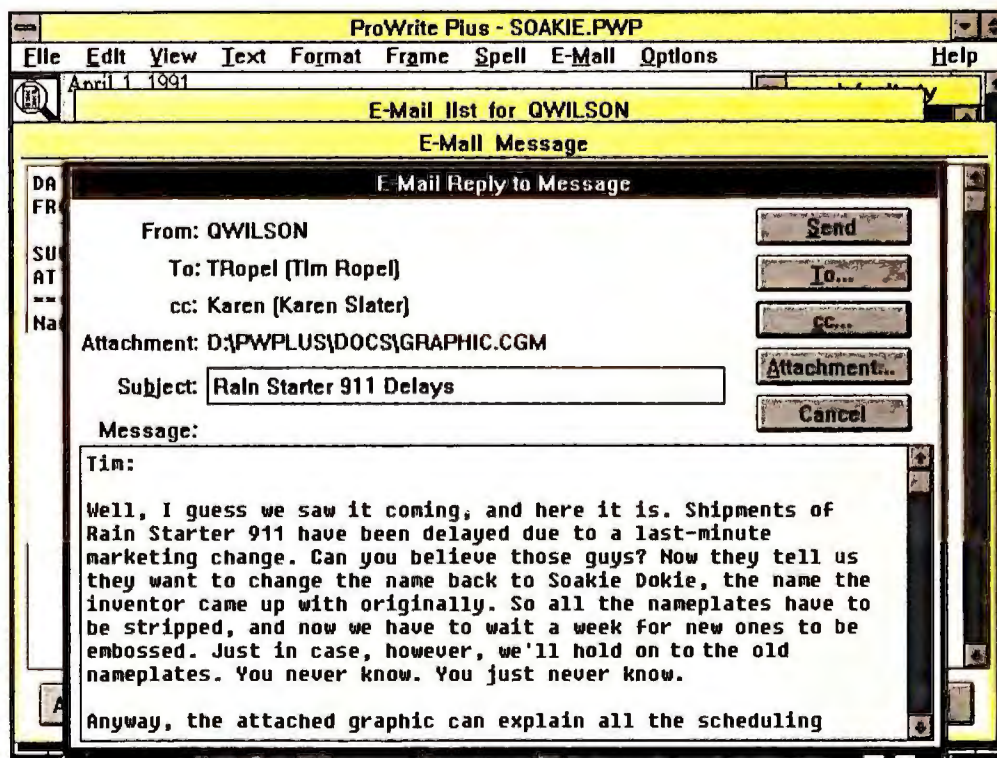 ProWrite Plus - SOAKIE.PWP
File Edit View Text Format Frame Spell E-Mail Options Help
April 1 1991
E-Mail list for QWILSON
E-Mail Message
E-Mail Reply to Message
DA
FR
SU
AT
==
Na
From: QWILSON
To: TRopel (Tim Ropel)
cc: Karen (Karen Slater)
Attachment: D:\PWPLUS\DOCS\GRAPHIC.CGM
Subject: Rain Starter 911 Delays
Send
To...
cc...
Attachment...
Cancel
Message:
Tim:
Well, I guess we saw it coming, and here it is. Shipments of
Rain Starter 911 have been delayed due to a last-minute
marketing change. Can you believe those guys? Now they tell us
they want to change the name back to Soakie Dokie, the name the
inventor came up with originally. So all the nameplates have to
be stripped, and now we have to wait a week for new ones to be
embossed. Just in case, however, we'll hold on to the old
nameplates. You never know. You just never know.
Anyway, the attached graphic can explain all the scheduling
A